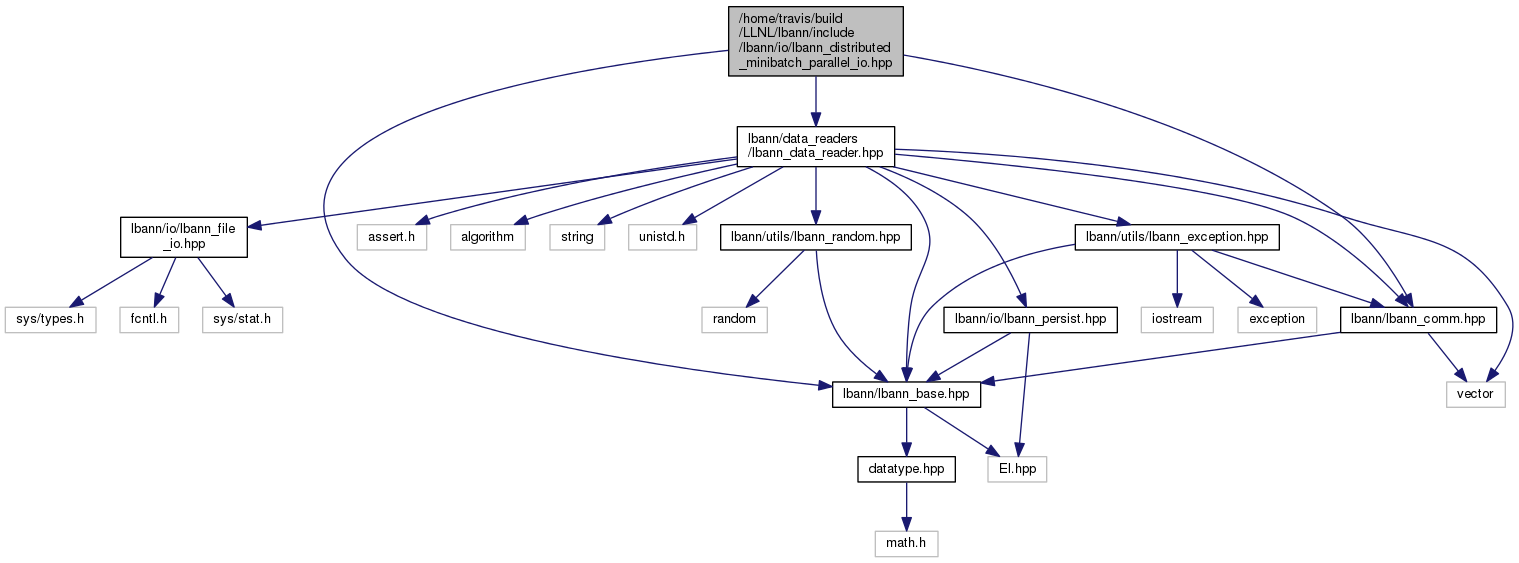 /home/travis/build
/LLNL/lbann/include
/lbann/io/lbann_distributed
_minibatch_parallel_io.hpp
lbann/data_readers
/lbann_data_reader.hpp
lbann/io/lbann_file
_io.hpp
assert.h
algorithm
string
unistd.h
lbann/utils/lbann_random.hpp
lbann/utils/lbann_exception.hpp
sys/types.h
fcntl.h
sys/stat.h
random
lbann/io/lbann_persist.hpp
iostream
exception
lbann/lbann_comm.hpp
lbann/lbann_base.hpp
vector
datatype.hpp
El.hpp
math.h